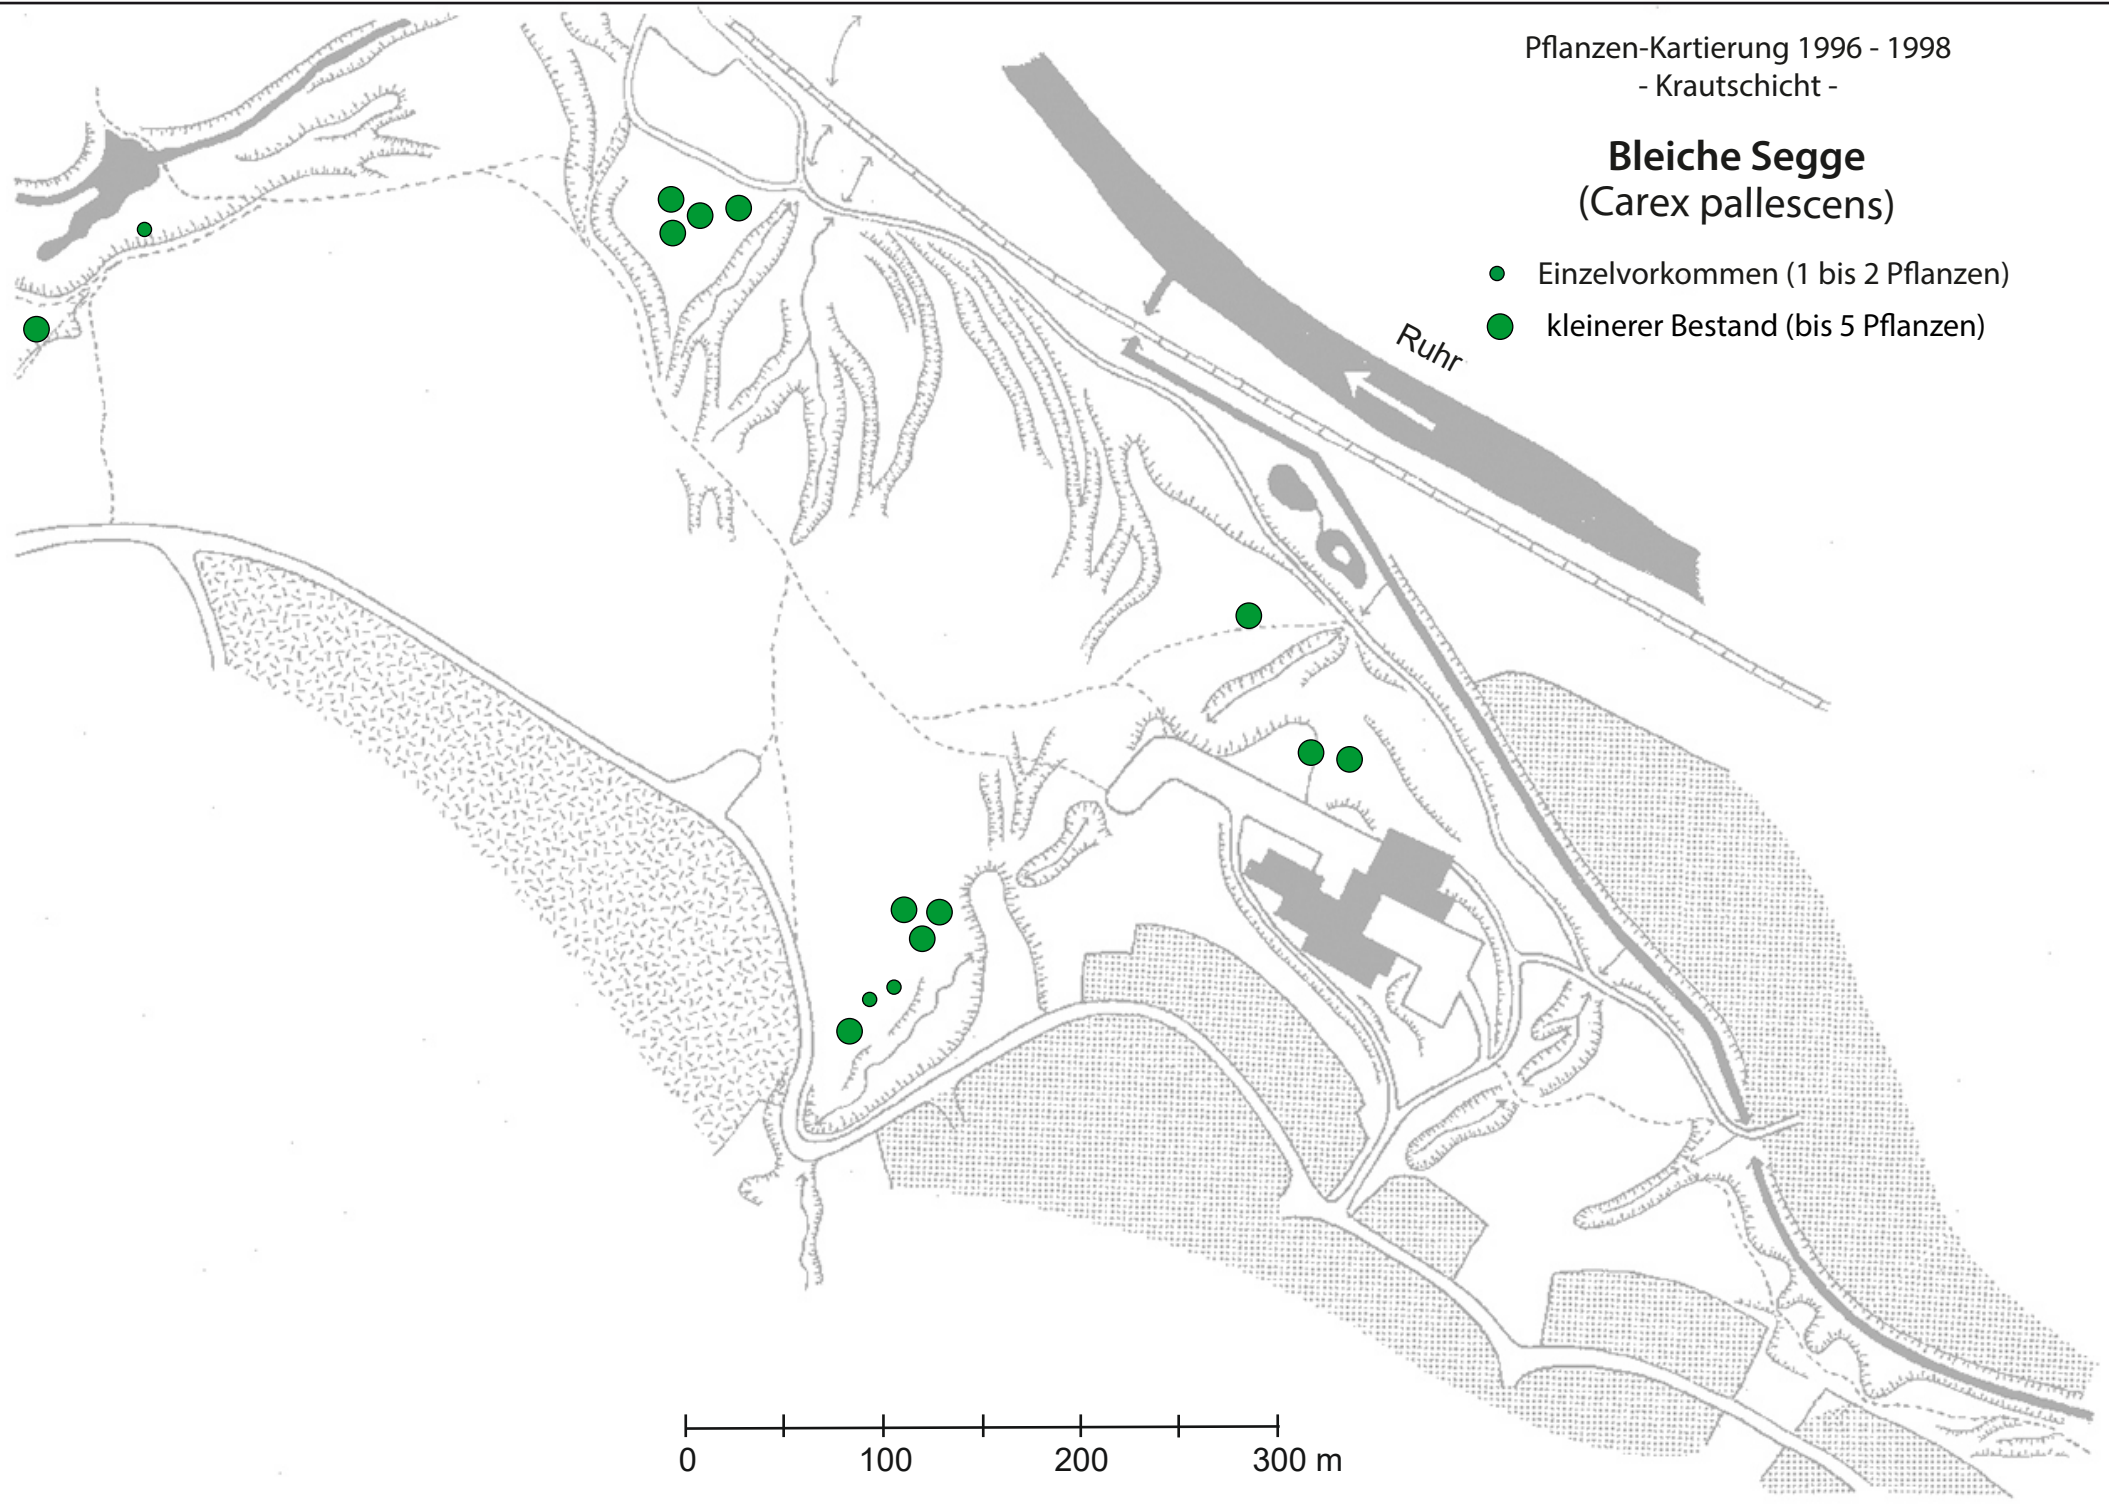 Pflanzen-Kartierung 1996 - 1998
- Krautschicht -
Bleiche Segge
(Carex pallescens)
Einzelvorkommen (1 bis 2 Pflanzen)
kleinerer Bestand (bis 5 Pflanzen)
Ruhr
0 100 200 300 m